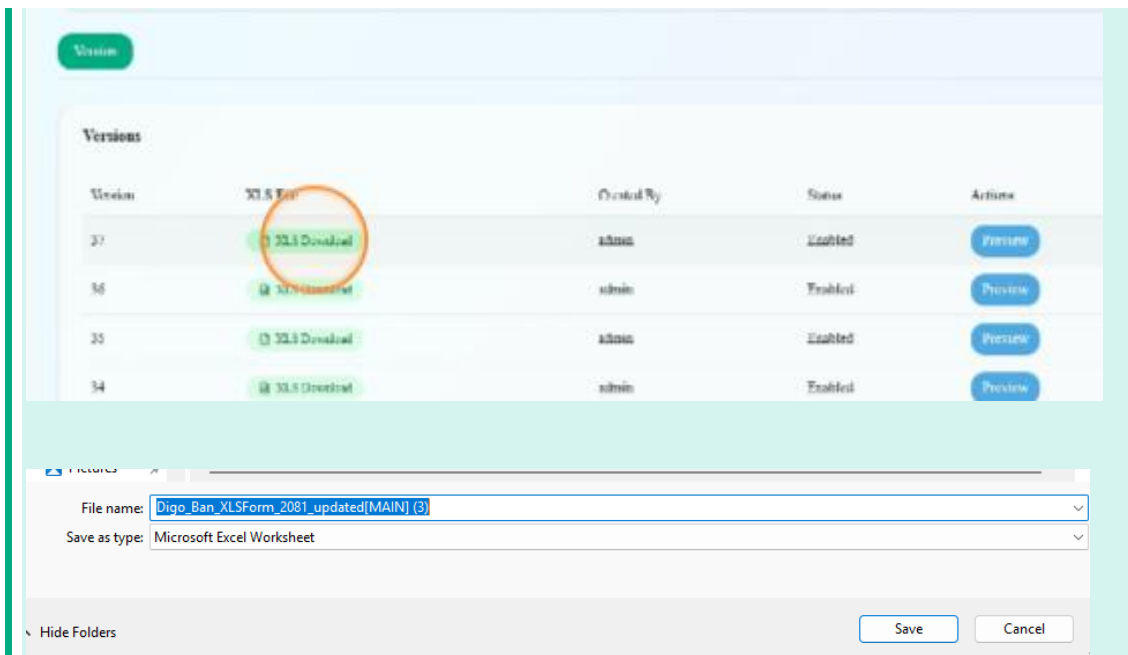 Version
Versions
Version XLS File Created By Status Actions
37 XLS Download admin Enabled Preview
36 XLS Download admin Enabled Preview
35 XLS Download admin Enabled Preview
34 XLS Download admin Enabled Preview
Pictures
File name: Digo_Ban_XLSForm_2081_updated[MAIN] (3)
Save as type: Microsoft Excel Worksheet
Hide Folders Save Cancel